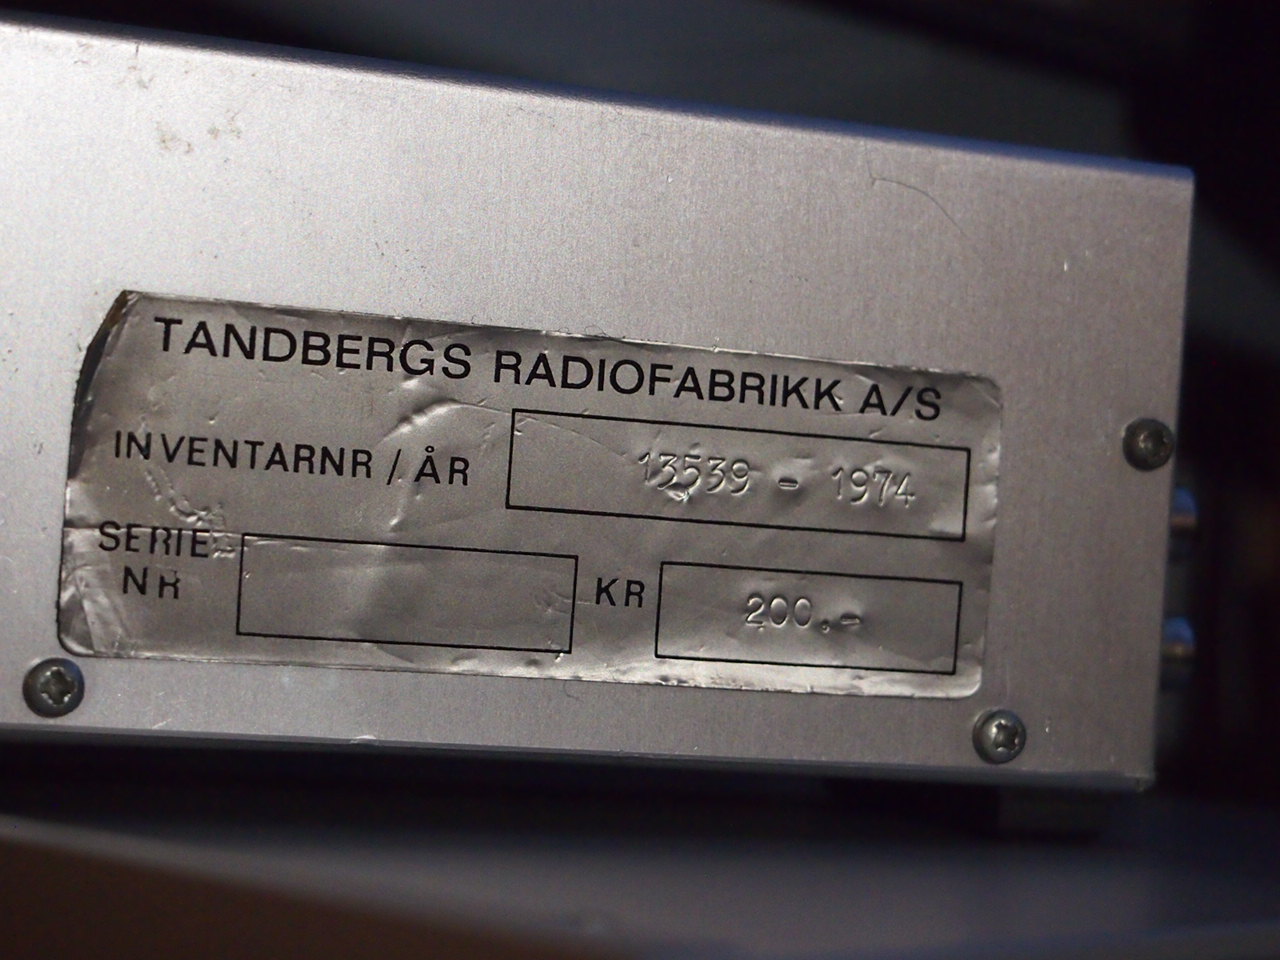 TANDBERGS RADIOFABRIKK A/S
INVENTARNR / ÅR 13539 - 1974
SERIE NR KR 200.-